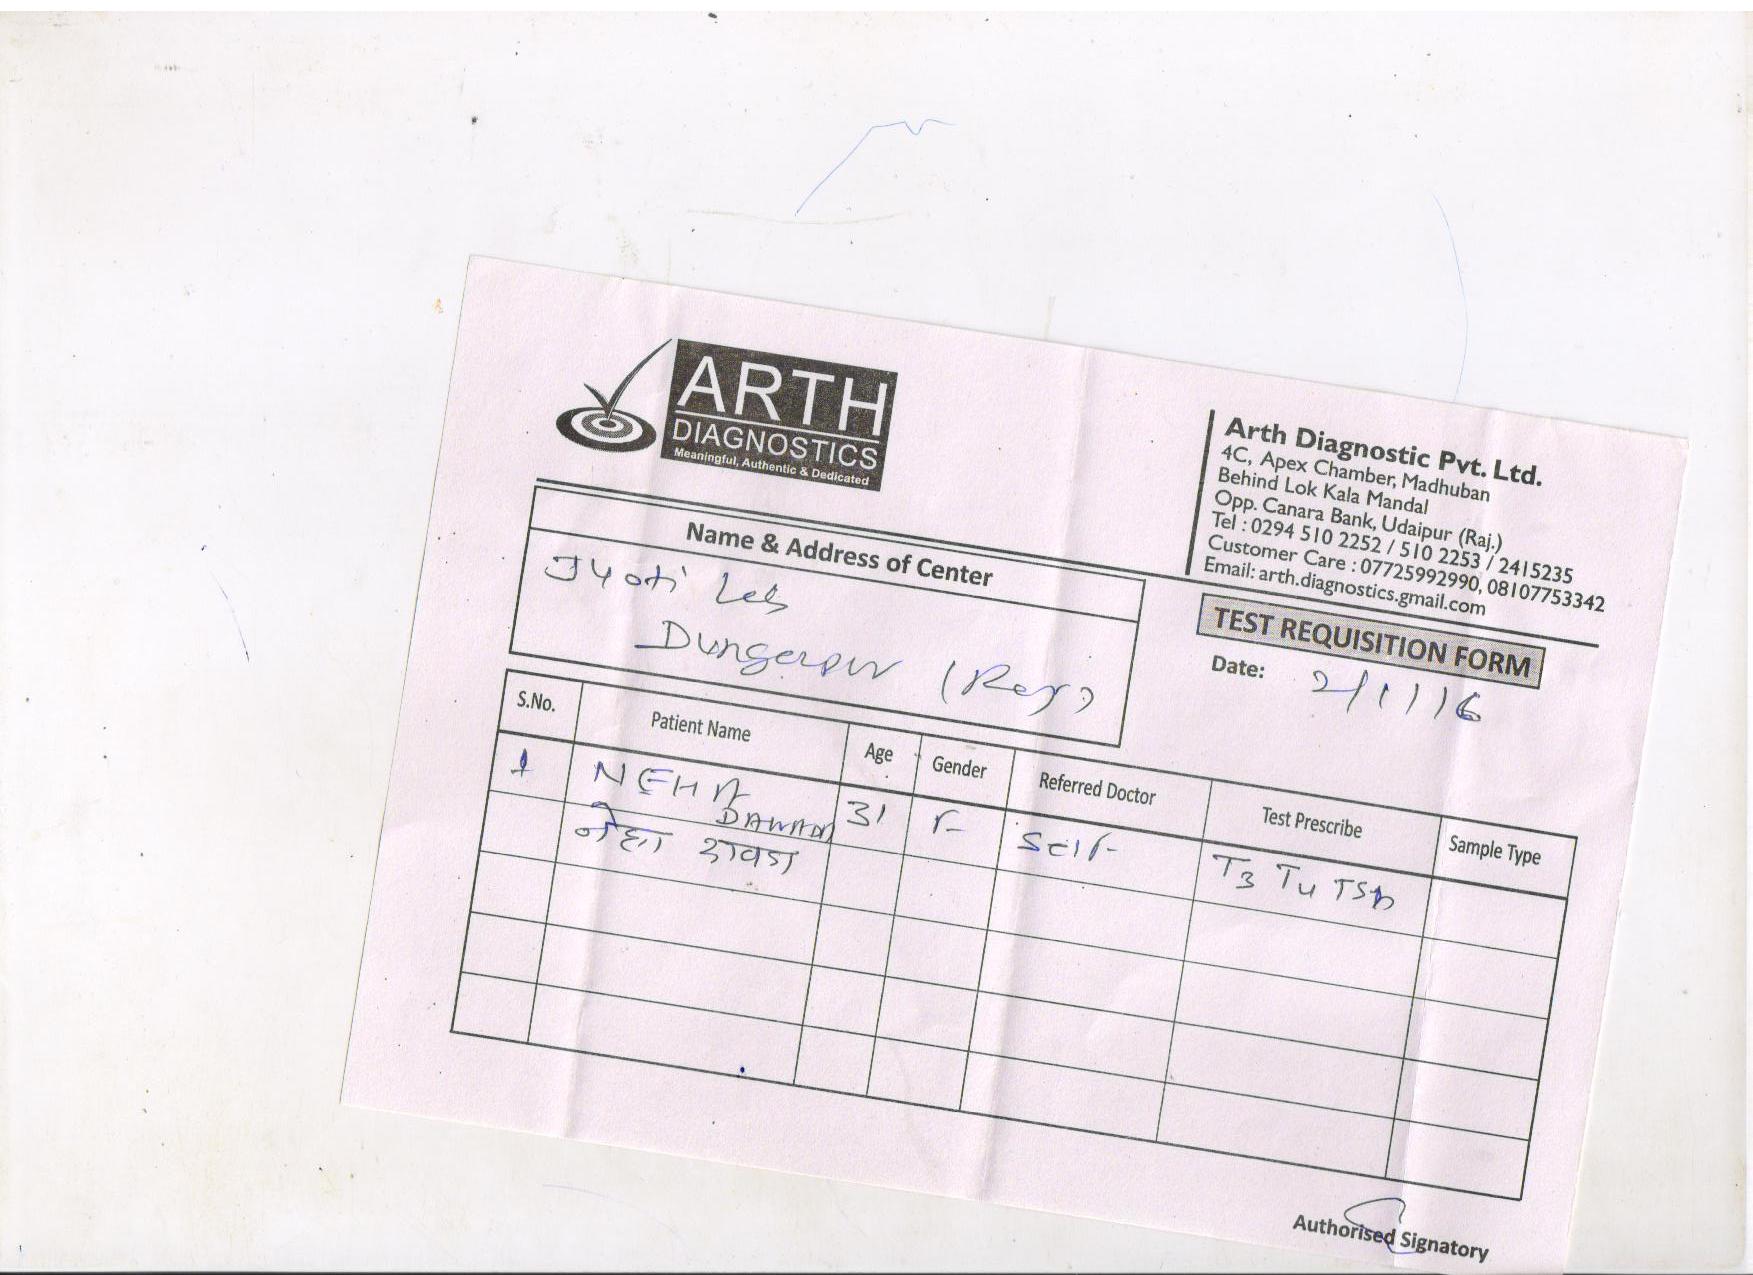 ARTH
DIAGNOSTICS
Meaningful, Authentic & Dedicated
Arth Diagnostic Pvt. Ltd.
4C, Apex Chamber, Madhuban
Behind Lok Kala Mandal
Opp. Canara Bank, Udaipur (Raj.)
Tel : 0294 510 2252 / 510 2253 / 2415235
Customer Care : 07725992990, 08107753342
Email: arth.diagnostics.gmail.com
Name & Address of Center
Jyoti Lab
Dungerpur (Raj)
TEST REQUISITION FORM
Date: 2/1/16
S.No. Patient Name Age Gender Referred Doctor Test Prescribe Sample Type
1 NEHA 31 F Self T3 T4 TSh
नेहा
Authorised Signatory